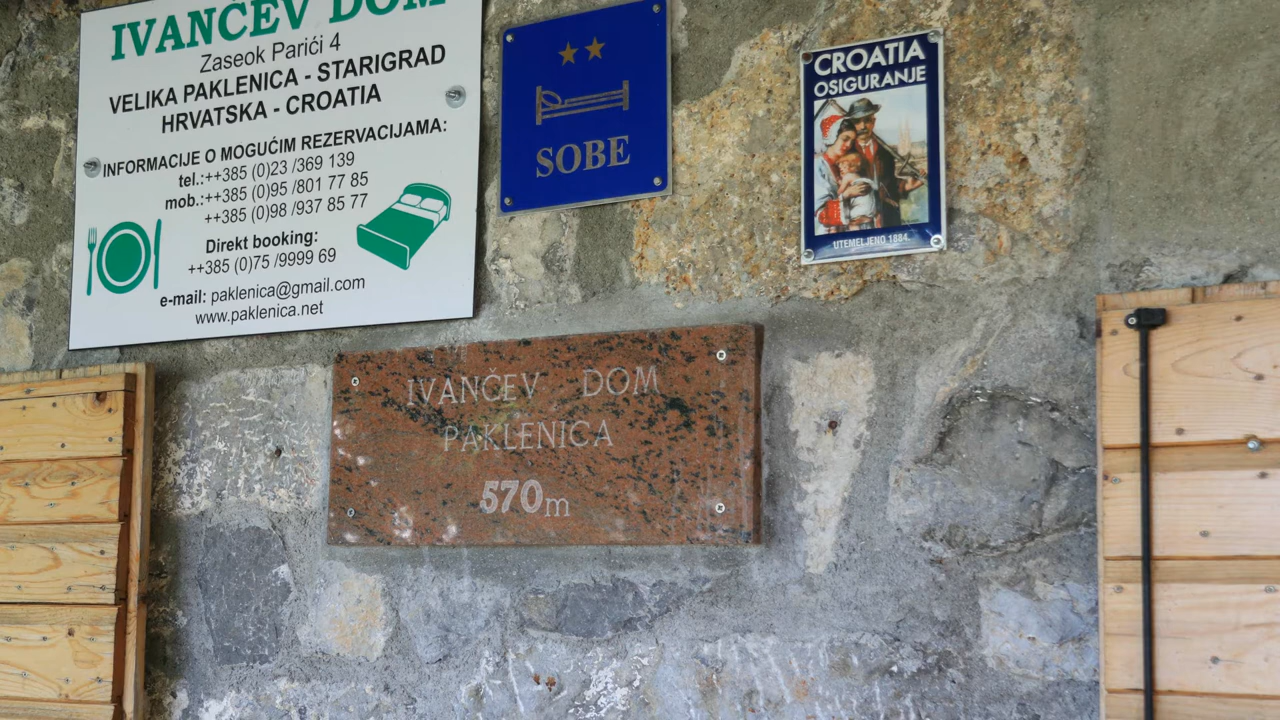 IVANČEV DOM
Zaseok Parići 4
VELIKA PAKLENICA - STARIGRAD
HRVATSKA - CROATIA
INFORMACIJE O MOGUĆIM REZERVACIJAMA:
tel.:++385 (0)23 /369 139
mob.:++385 (0)95 /801 77 85
++385 (0)98 /937 85 77
Direkt booking:
++385 (0)75 /9999 69
e-mail: paklenica@gmail.com
www.paklenica.net
SOBE
CROATIA
OSIGURANJE
UTEMELJENO 1884.
IVANČEV DOM
PAKLENICA
570m